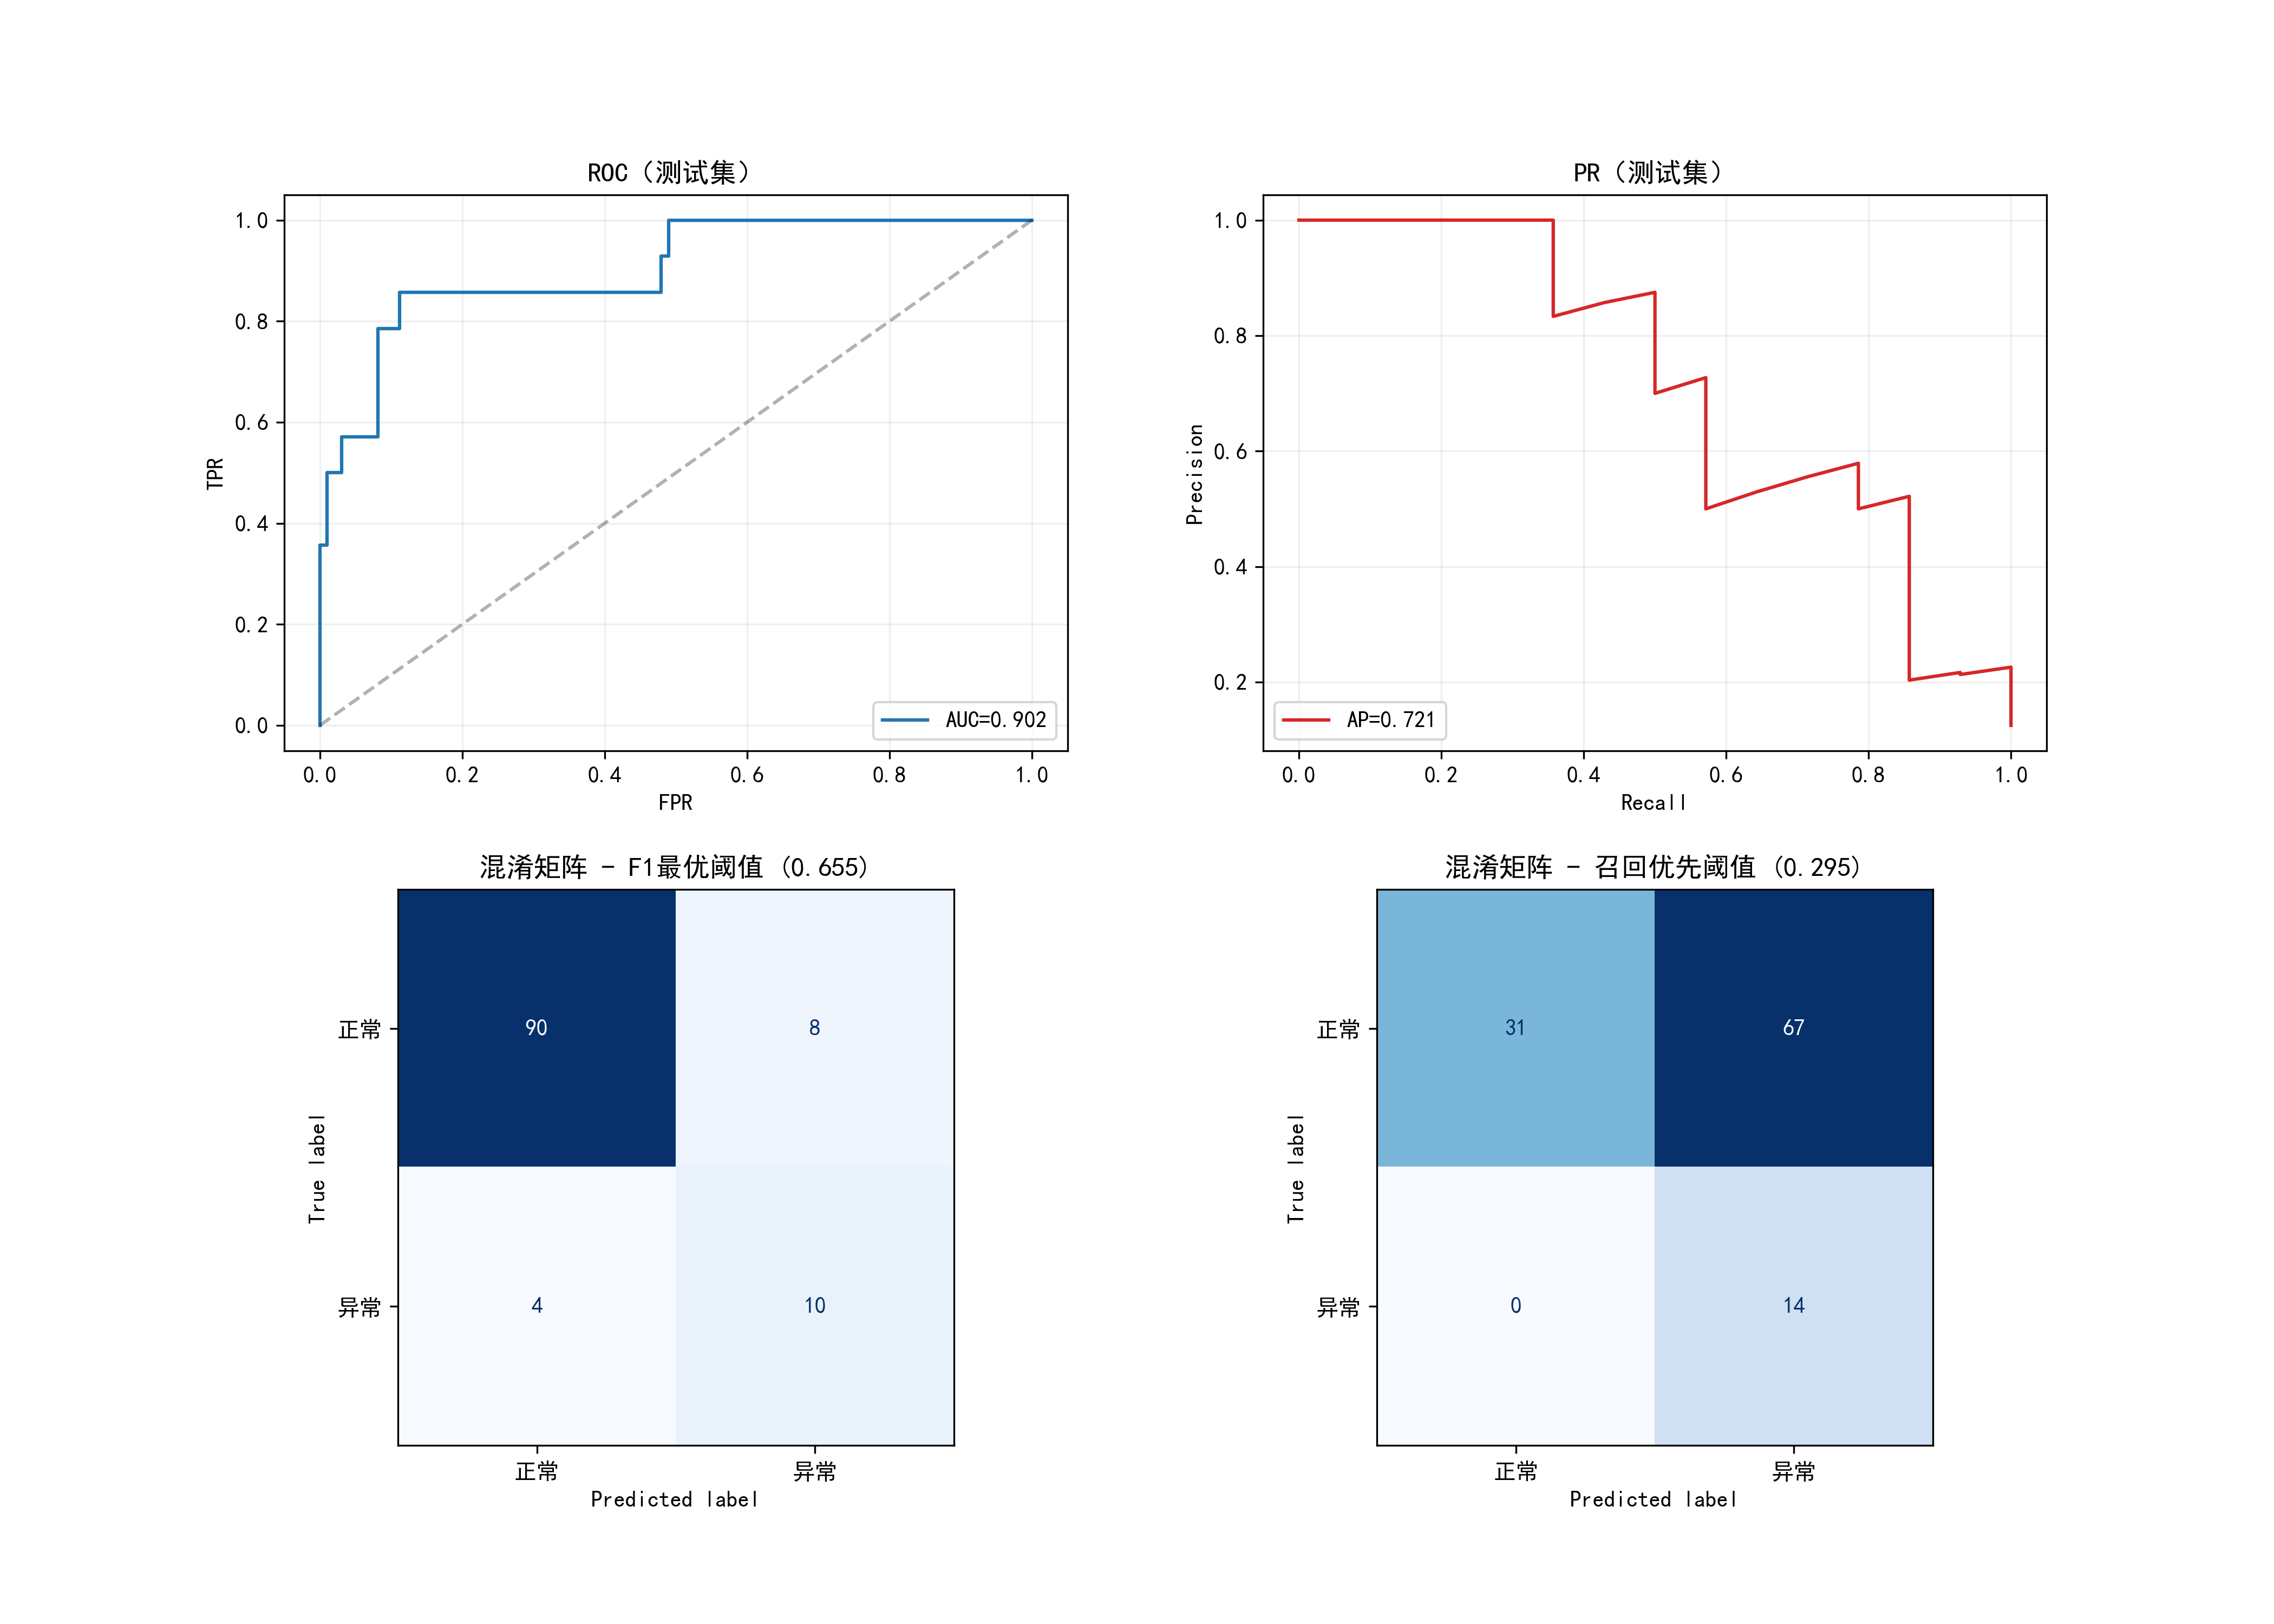 ROC（测试集）
1.0
0.8
0.6
0.4
0.2
0.0
TPR
0.0 0.2 0.4 0.6 0.8 1.0
FPR
AUC=0.902
PR（测试集）
1.0
0.8
0.6
0.4
0.2
Precision
0.0 0.2 0.4 0.6 0.8 1.0
Recall
AP=0.721
混淆矩阵 - F1最优阈值 (0.655)
正常
异常
True label
90 8
4 10
正常 异常
Predicted label
混淆矩阵 - 召回优先阈值 (0.295)
正常
异常
True label
31 67
0 14
正常 异常
Predicted label